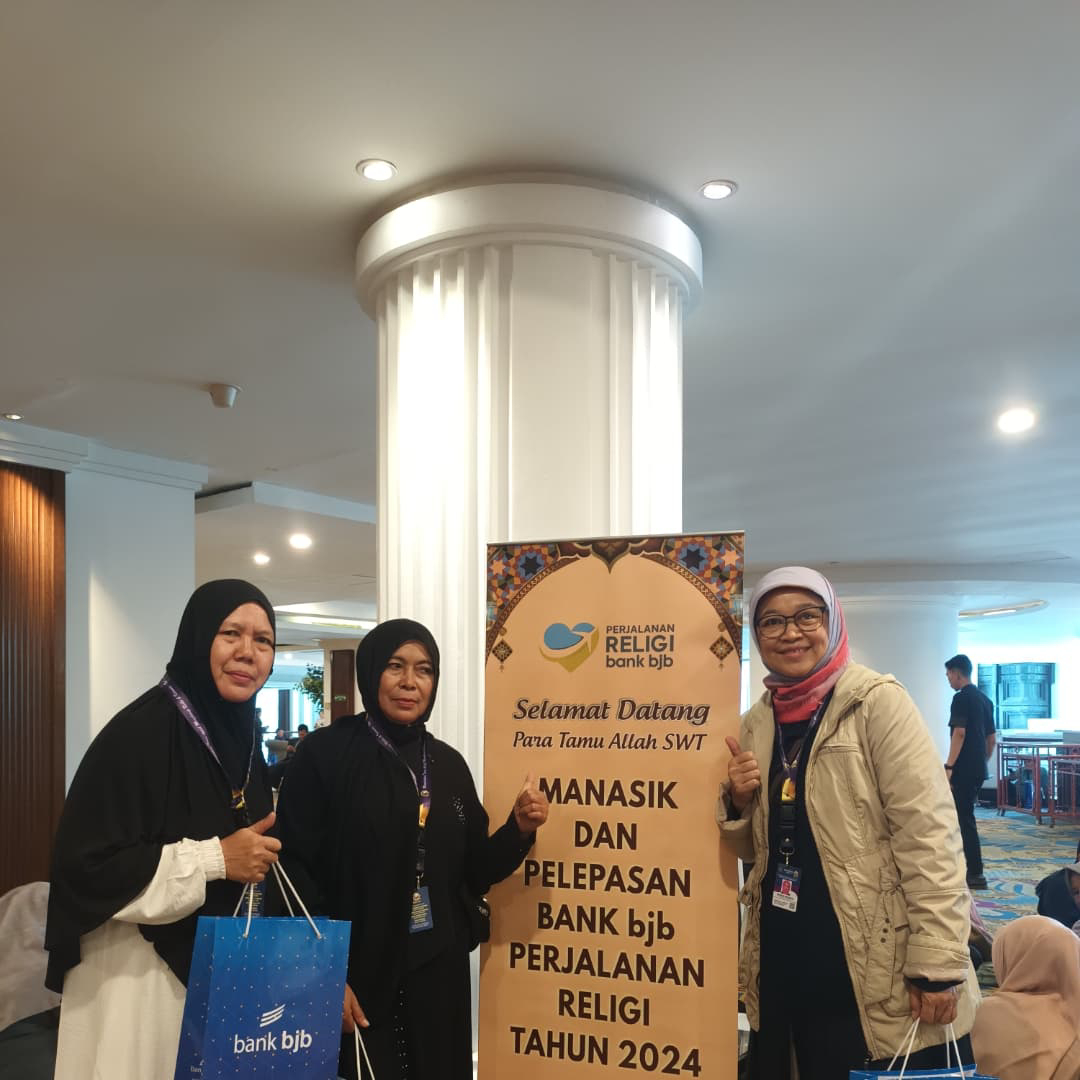 PERJALANAN
RELIGI
bank bjb
Selamat Datang
Para Tamu Allah SWT
MANASIK
DAN
PELEPASAN
BANK bjb
PERJALANAN
RELIGI
TAHUN 2024
bank bjb